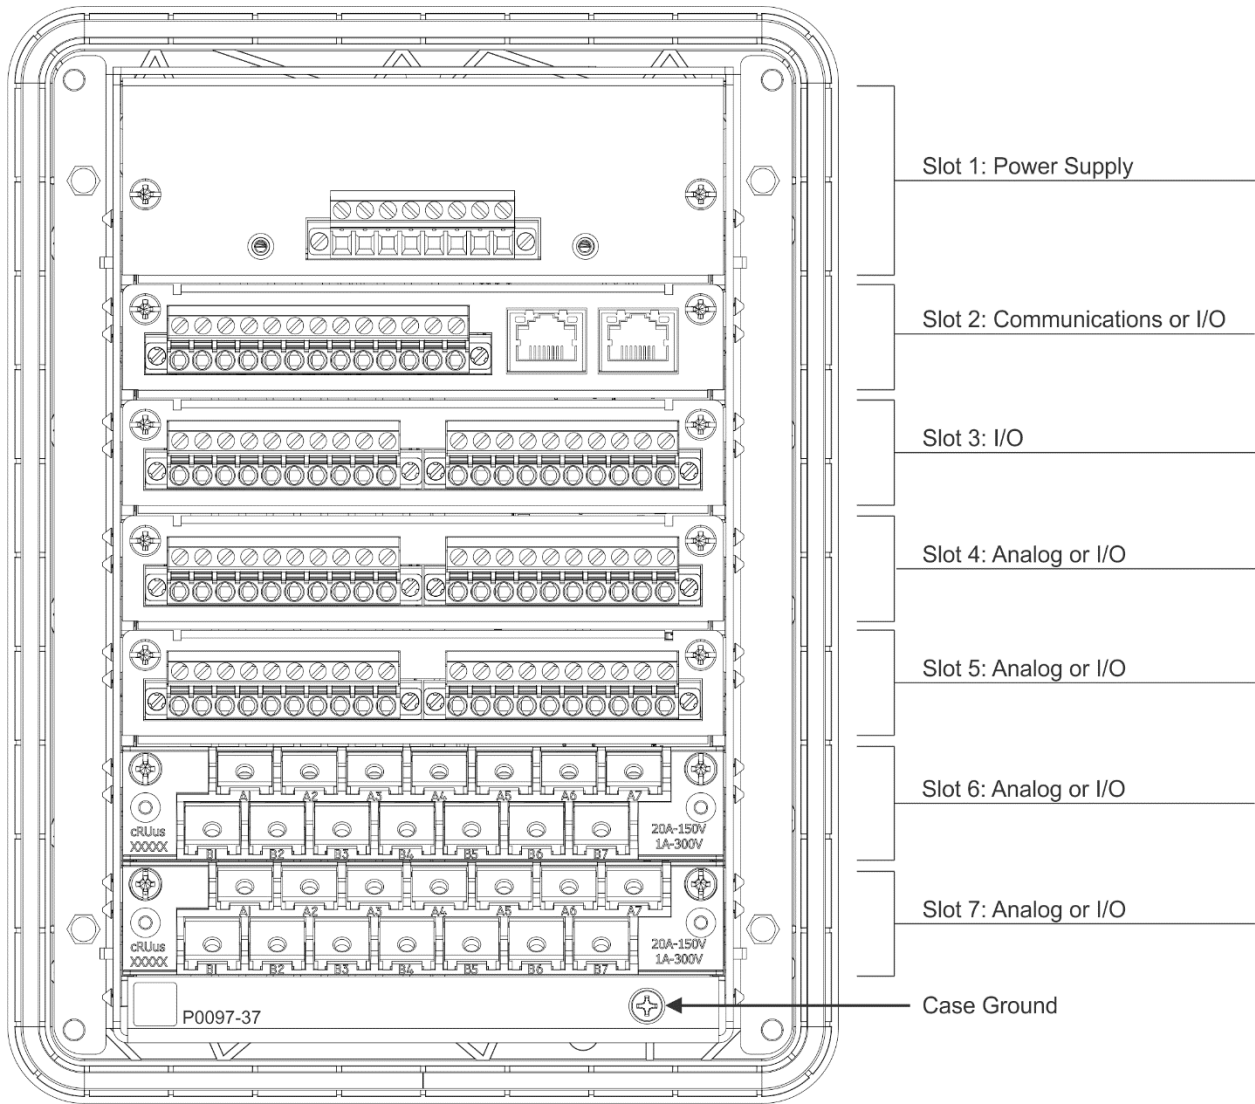 Slot 1: Power Supply
Slot 2: Communications or I/O
Slot 3: I/O
Slot 4: Analog or I/O
Slot 5: Analog or I/O
Slot 6: Analog or I/O
A1 A2 A3 A4 A5 A6 A7
cRUus
XXXXX
20A-150V
1A-300V
B1 B2 B3 B4 B5 B6 B7
Slot 7: Analog or I/O
A1 A2 A3 A4 A5 A6 A7
cRUus
XXXXX
20A-150V
1A-300V
B1 B2 B3 B4 B5 B6 B7
Case Ground
P0097-37